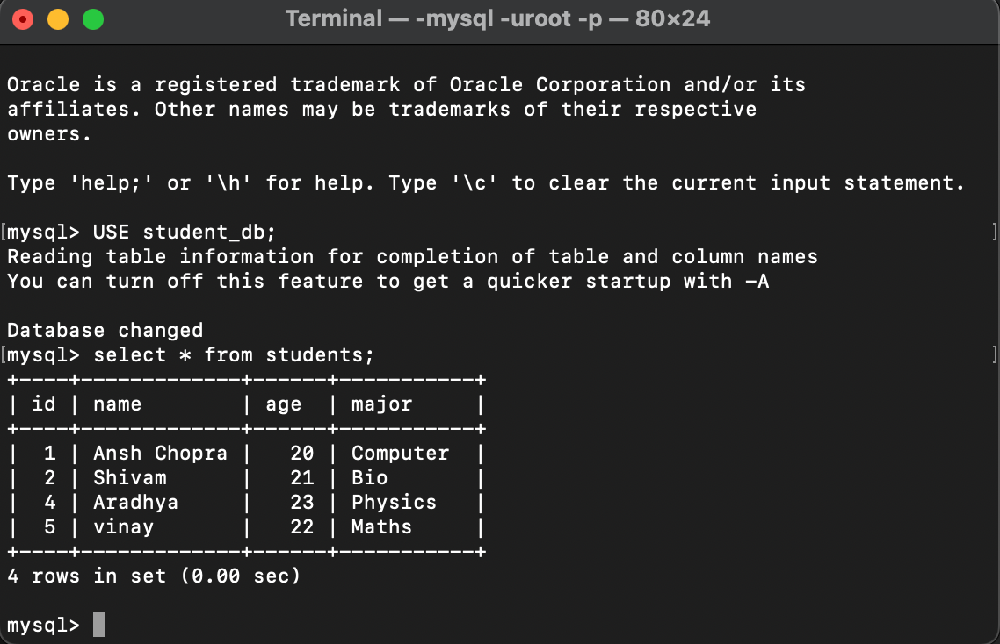 Terminal — -mysql -uroot -p — 80×24
Oracle is a registered trademark of Oracle Corporation and/or its
affiliates. Other names may be trademarks of their respective
owners.
Type 'help;' or '\h' for help. Type '\c' to clear the current input statement.
[mysql> USE student_db; ]
Reading table information for completion of table and column names
You can turn off this feature to get a quicker startup with -A
Database changed
[mysql> select * from students; ]
+----+-------------+------+-----------+
| id | name        | age  | major     |
+----+-------------+------+-----------+
|  1 | Ansh Chopra |   20 | Computer  |
|  2 | Shivam      |   21 | Bio       |
|  4 | Aradhya     |   23 | Physics   |
|  5 | vinay       |   22 | Maths     |
+----+-------------+------+-----------+
4 rows in set (0.00 sec)
mysql>